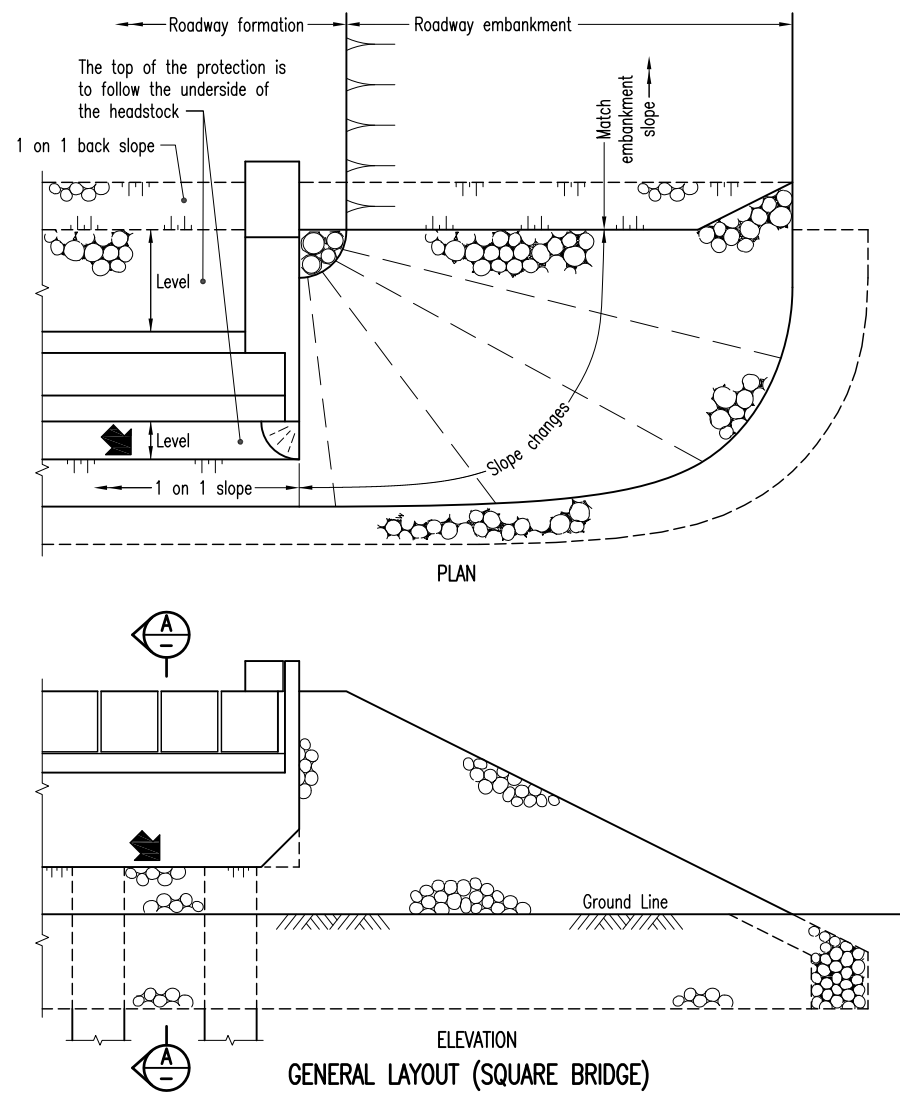 Roadway formation
Roadway embankment
The top of the protection is
to follow the underside of
the headstock
1 on 1 back slope
Match
embankment
slope
Level
Level
Slope changes
1 on 1 slope
PLAN
A
–
Ground Line
A
–
ELEVATION
GENERAL LAYOUT (SQUARE BRIDGE)